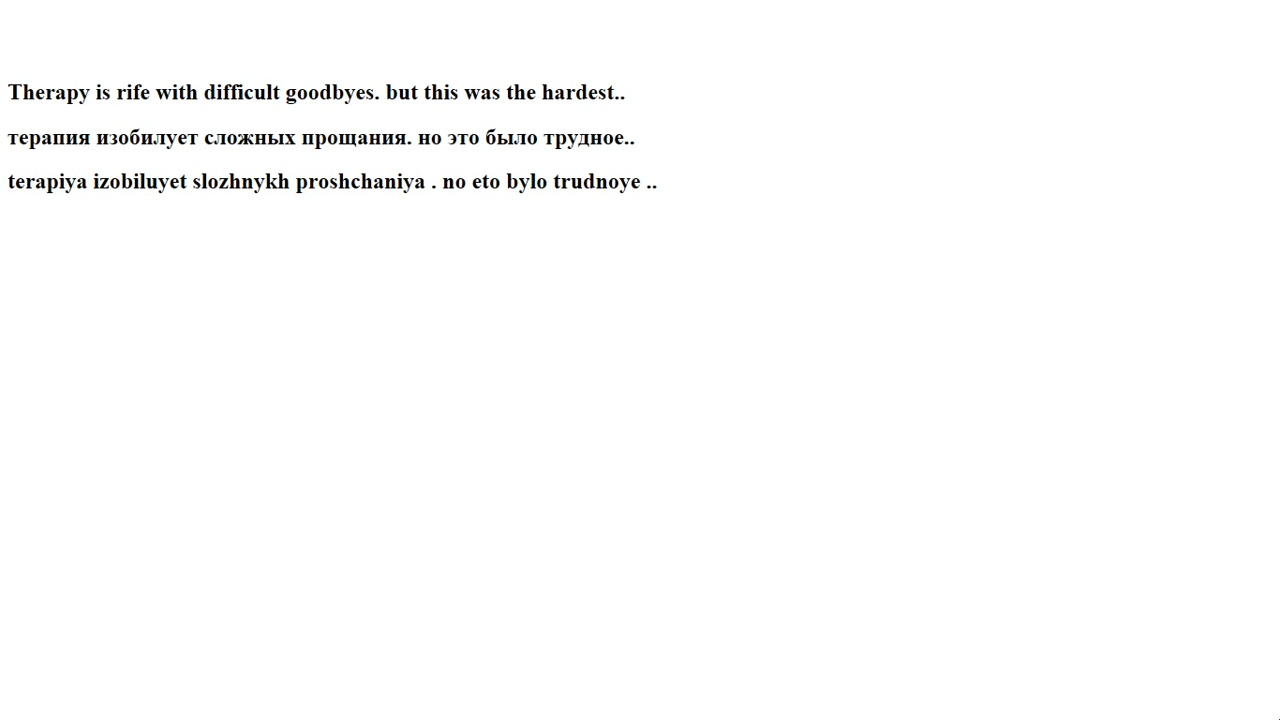 Therapy is rife with difficult goodbyes. but this was the hardest..
терапия изобилует сложных прощания. но это было трудное..
terapiya izobiluyet slozhnykh proshchaniya . no eto bylo trudnoye ..